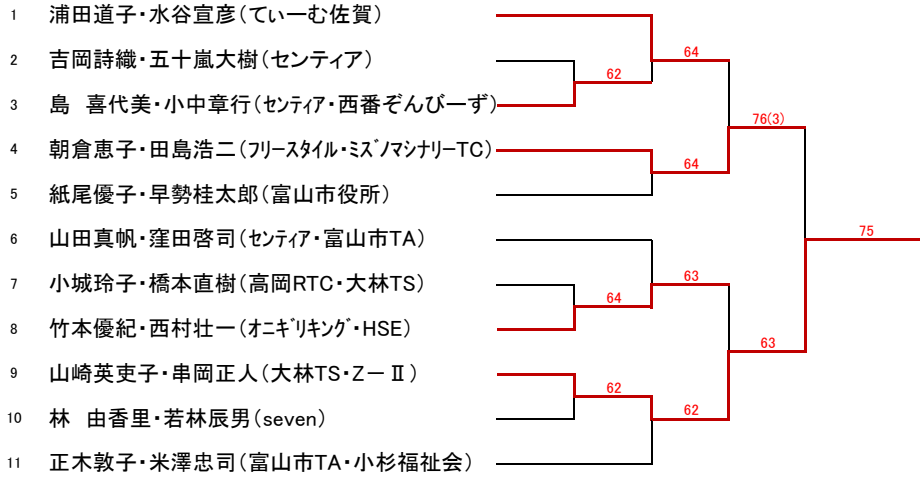 1 浦田道子・水谷宣彦(てぃーむ佐賀)
2 吉岡詩織・五十嵐大樹(センティア)
3 島 喜代美・小中章行(センティア・西番ぞんびーず)
4 朝倉恵子・田島浩二(フリースタイル・ミズノマシナリーTC)
5 紙尾優子・早勢桂太郎(富山市役所)
6 山田真帆・窪田啓司(センティア・富山市TA)
7 小城玲子・橋本直樹(高岡RTC・大林TS)
8 竹本優紀・西村壮一(オニギリキング・HSE)
9 山崎英吏子・串岡正人(大林TS・Z-Ⅱ)
10 林 由香里・若林辰男(seven)
11 正木敦子・米澤忠司(富山市TA・小杉福祉会)
62
64
62
64
64
63
62
76(3)
63
75